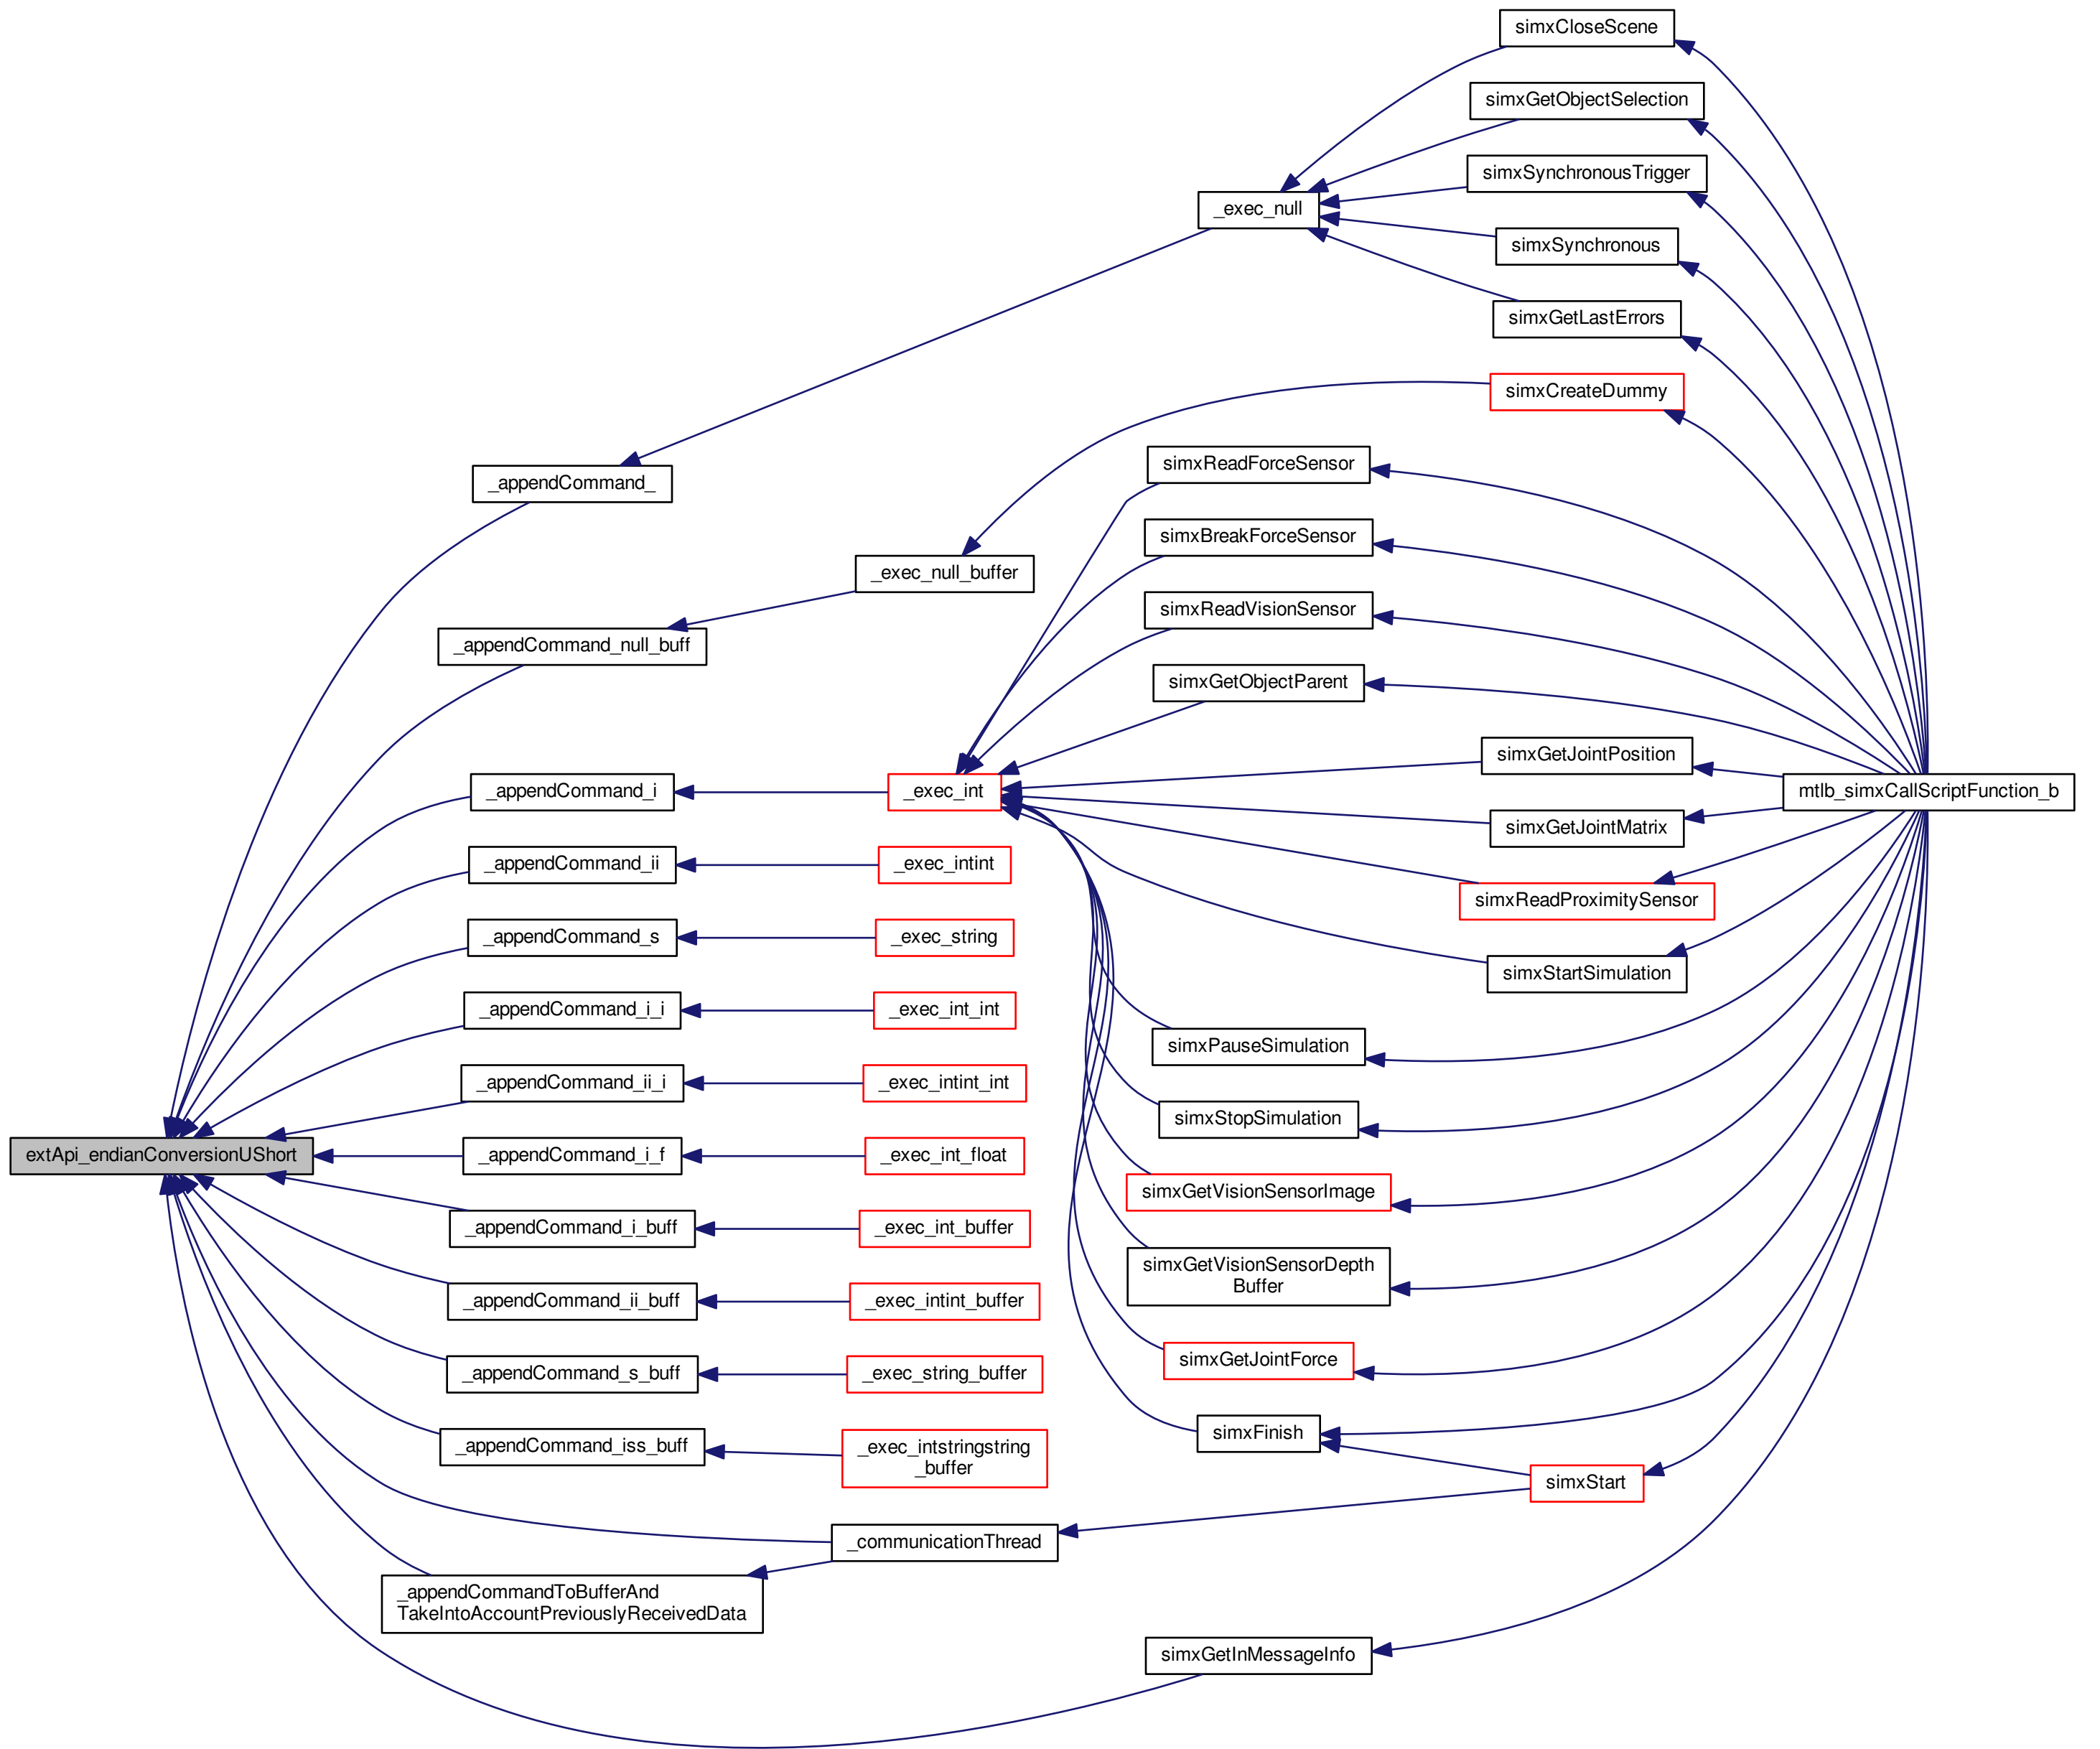 simxCloseScene
simxGetObjectSelection
simxSynchronousTrigger
_exec_null
simxSynchronous
simxGetLastErrors
simxCreateDummy
simxReadForceSensor
_appendCommand_
simxBreakForceSensor
_exec_null_buffer
simxReadVisionSensor
_appendCommand_null_buff
simxGetObjectParent
simxGetJointPosition
_appendCommand_i
_exec_int
mtlb_simxCallScriptFunction_b
simxGetJointMatrix
_appendCommand_ii
_exec_intint
simxReadProximitySensor
_appendCommand_s
_exec_string
simxStartSimulation
_appendCommand_i_i
_exec_int_int
simxPauseSimulation
_appendCommand_ii_i
_exec_intint_int
simxStopSimulation
extApi_endianConversionUShort
_appendCommand_i_f
_exec_int_float
simxGetVisionSensorImage
_appendCommand_i_buff
_exec_int_buffer
simxGetVisionSensorDepth
Buffer
_appendCommand_ii_buff
_exec_intint_buffer
simxGetJointForce
_appendCommand_s_buff
_exec_string_buffer
simxFinish
_appendCommand_iss_buff
_exec_intstringstring
_buffer
simxStart
_communicationThread
_appendCommandToBufferAnd
TakeIntoAccountPreviouslyReceivedData
simxGetInMessageInfo